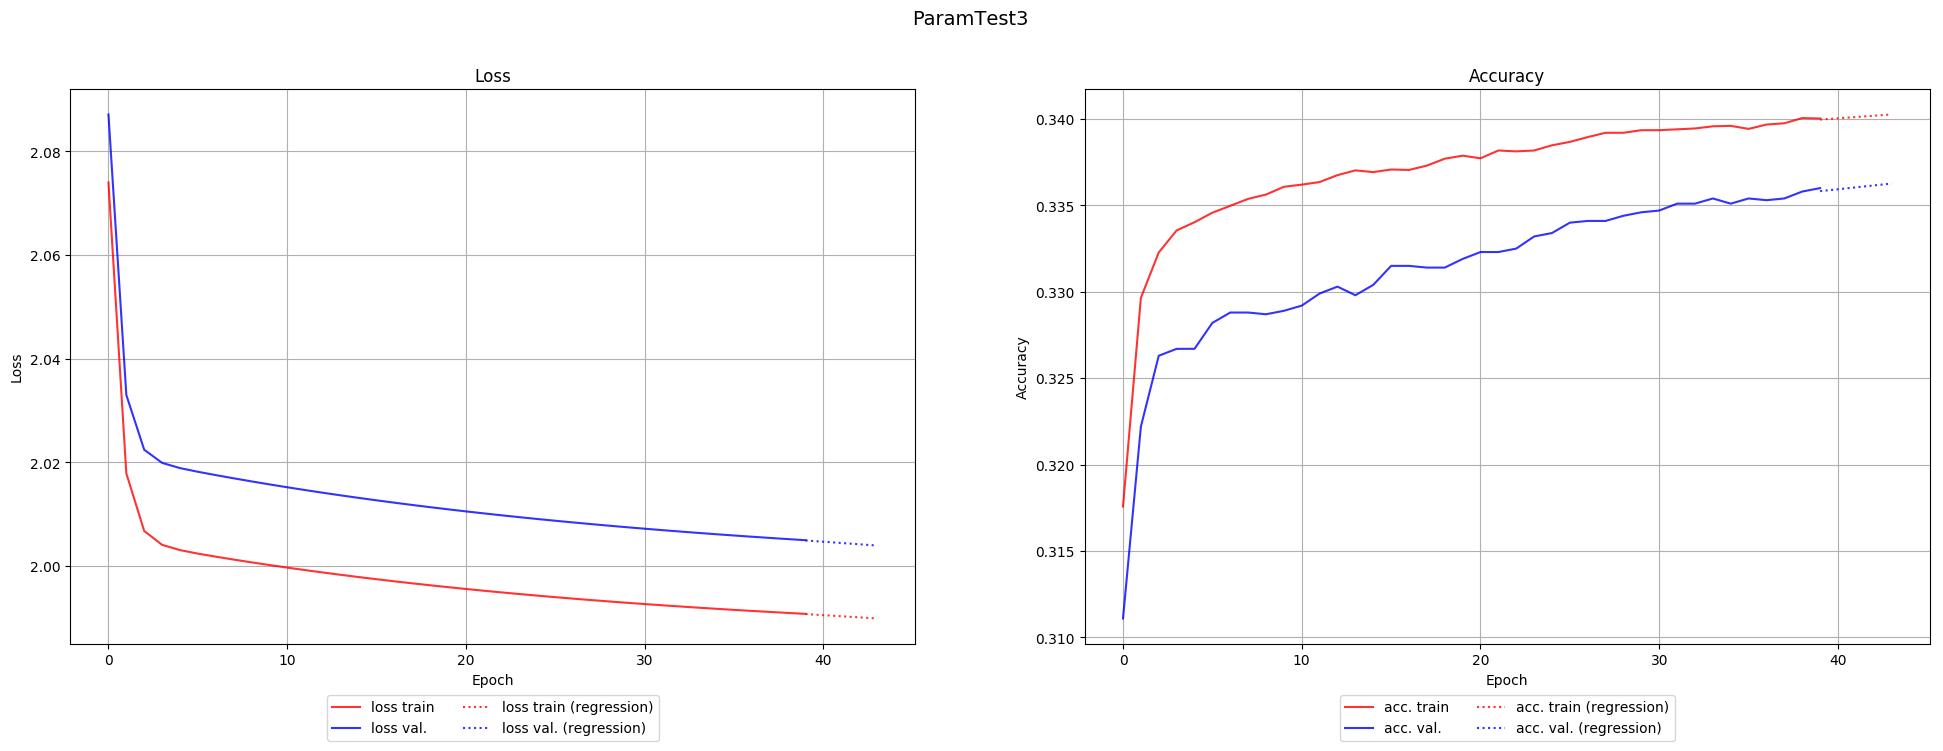 ParamTest3
Loss
Loss
2.08
2.06
2.04
2.02
2.00
0 10 20 30 40
Epoch
loss train loss train (regression)
loss val. loss val. (regression)
Accuracy
Accuracy
0.340
0.335
0.330
0.325
0.320
0.315
0.310
0 10 20 30 40
Epoch
acc. train acc. train (regression)
acc. val. acc. val. (regression)